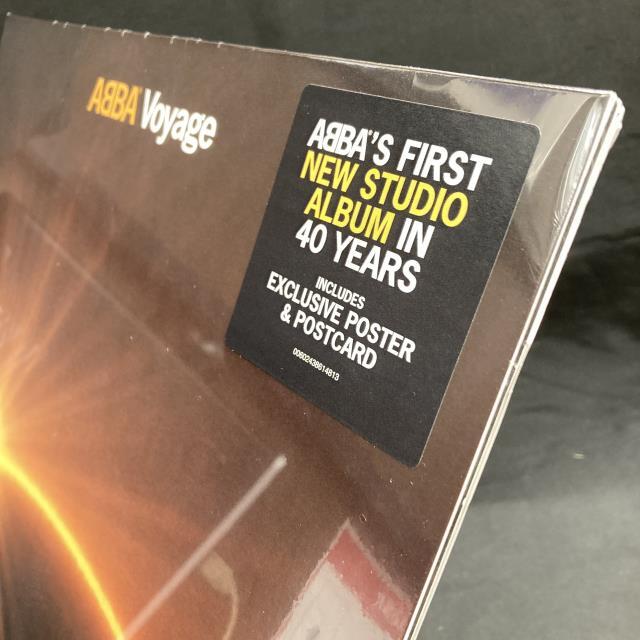 ABBA Voyage
ABBA'S FIRST
NEW STUDIO
ALBUM IN
40 YEARS
INCLUDES
EXCLUSIVE POSTER
& POSTCARD
00602438614813